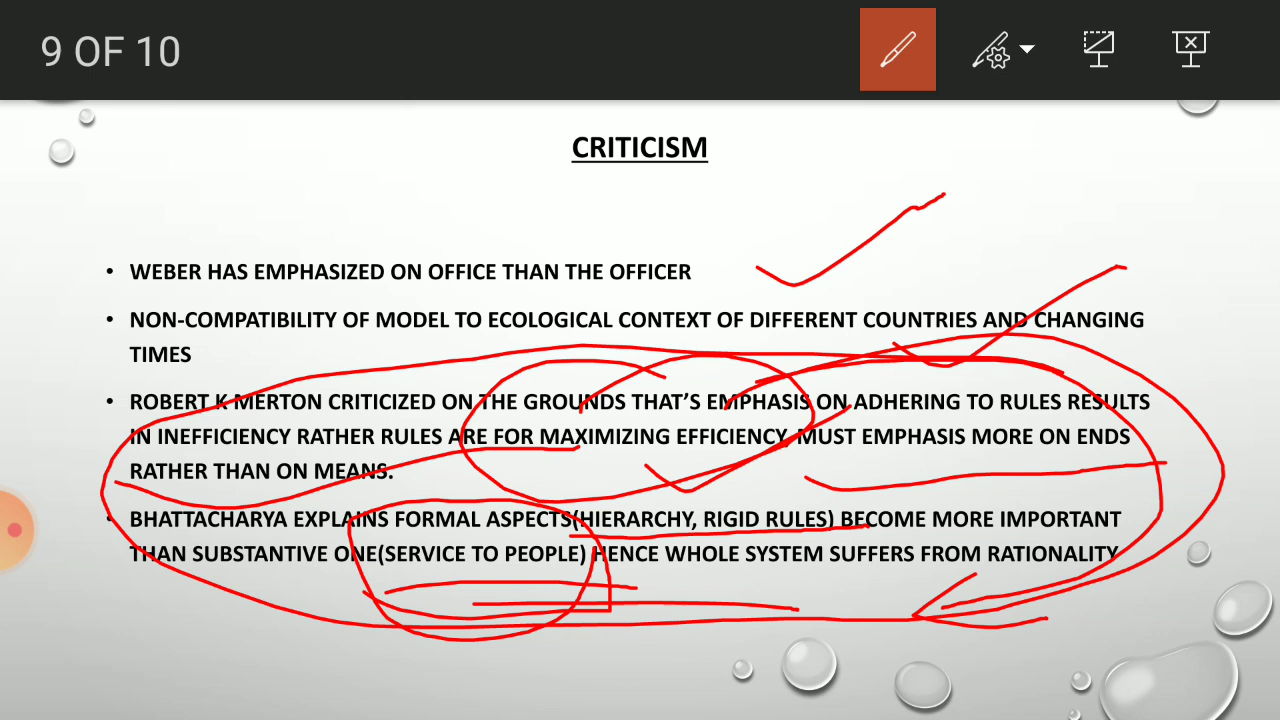 9 OF 10
CRITICISM
• WEBER HAS EMPHASIZED ON OFFICE THAN THE OFFICER
• NON-COMPATIBILITY OF MODEL TO ECOLOGICAL CONTEXT OF DIFFERENT COUNTRIES AND CHANGING
TIMES
• ROBERT K MERTON CRITICIZED ON THE GROUNDS THAT'S EMPHASIS ON ADHERING TO RULES RESULTS
IN INEFFICIENCY RATHER RULES ARE FOR MAXIMIZING EFFICIENCY, MUST EMPHASIS MORE ON ENDS
RATHER THAN ON MEANS.
• BHATTACHARYA EXPLAINS FORMAL ASPECTS(HIERARCHY, RIGID RULES) BECOME MORE IMPORTANT
THAN SUBSTANTIVE ONE(SERVICE TO PEOPLE) HENCE WHOLE SYSTEM SUFFERS FROM RATIONALITY